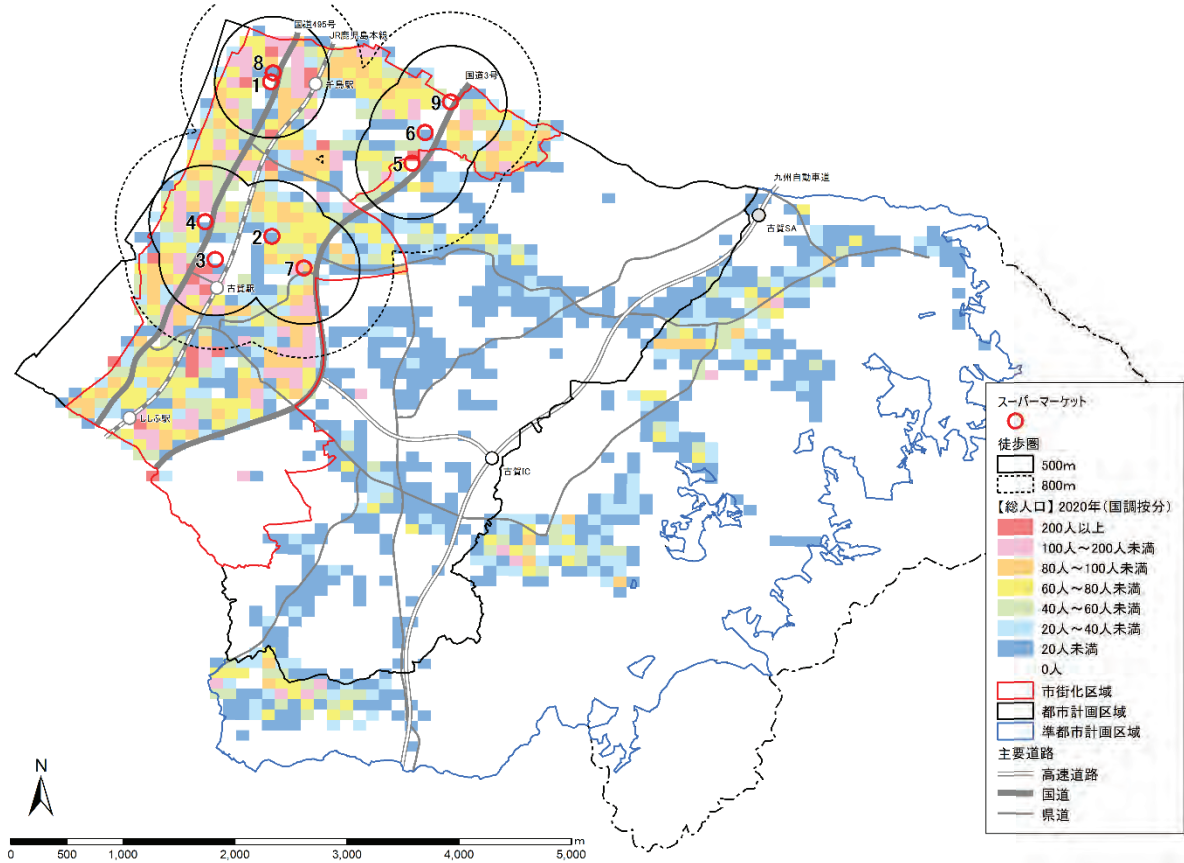 国道495号
JR鹿児島本線
8
1
千鳥駅
国道3号
9
6
5
4
2
3
7
古賀駅
九州自動車道
古賀SA
ししぶ駅
古賀IC
スーパーマーケット
徒歩圏
500m
800m
【総人口】2020年(国調按分)
200人以上
100人~200人未満
80人~100人未満
60人~80人未満
40人~60人未満
20人~40人未満
20人未満
0人
市街化区域
都市計画区域
準都市計画区域
主要道路
高速道路
国道
県道
N
0 500 1,000 2,000 3,000 4,000 5,000 m